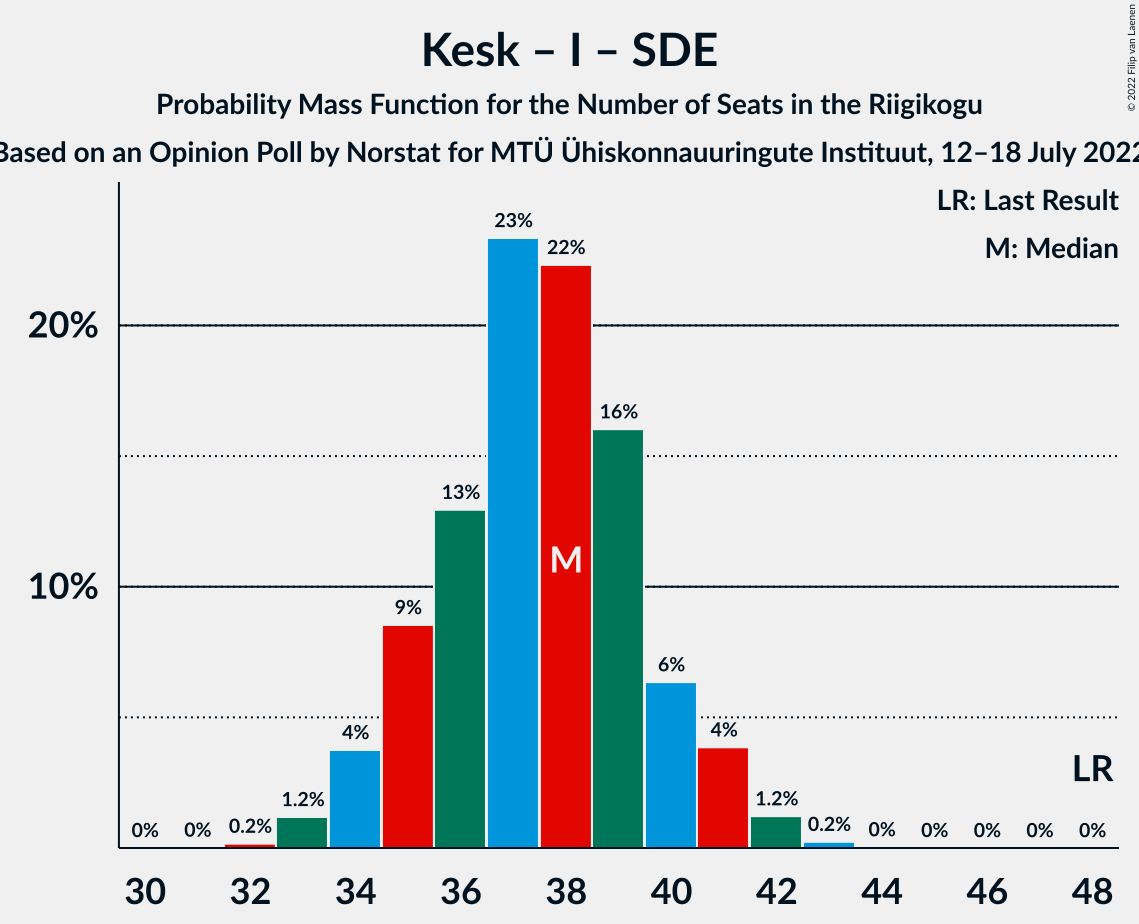 Kesk – I – SDE
Probability Mass Function for the Number of Seats in the Riigikogu
Based on an Opinion Poll by Norstat for MTÜ Ühiskonnauuringute Instituut, 12–18 July 2022
© 2022 Filip van Laenen
LR: Last Result
M: Median
20%
10%
0%
0%
0.2%
1.2%
4%
9%
13%
23%
22%
16%
6%
4%
1.2%
0.2%
0%
0%
0%
0%
0%
M
LR
30 32 34 36 38 40 42 44 46 48